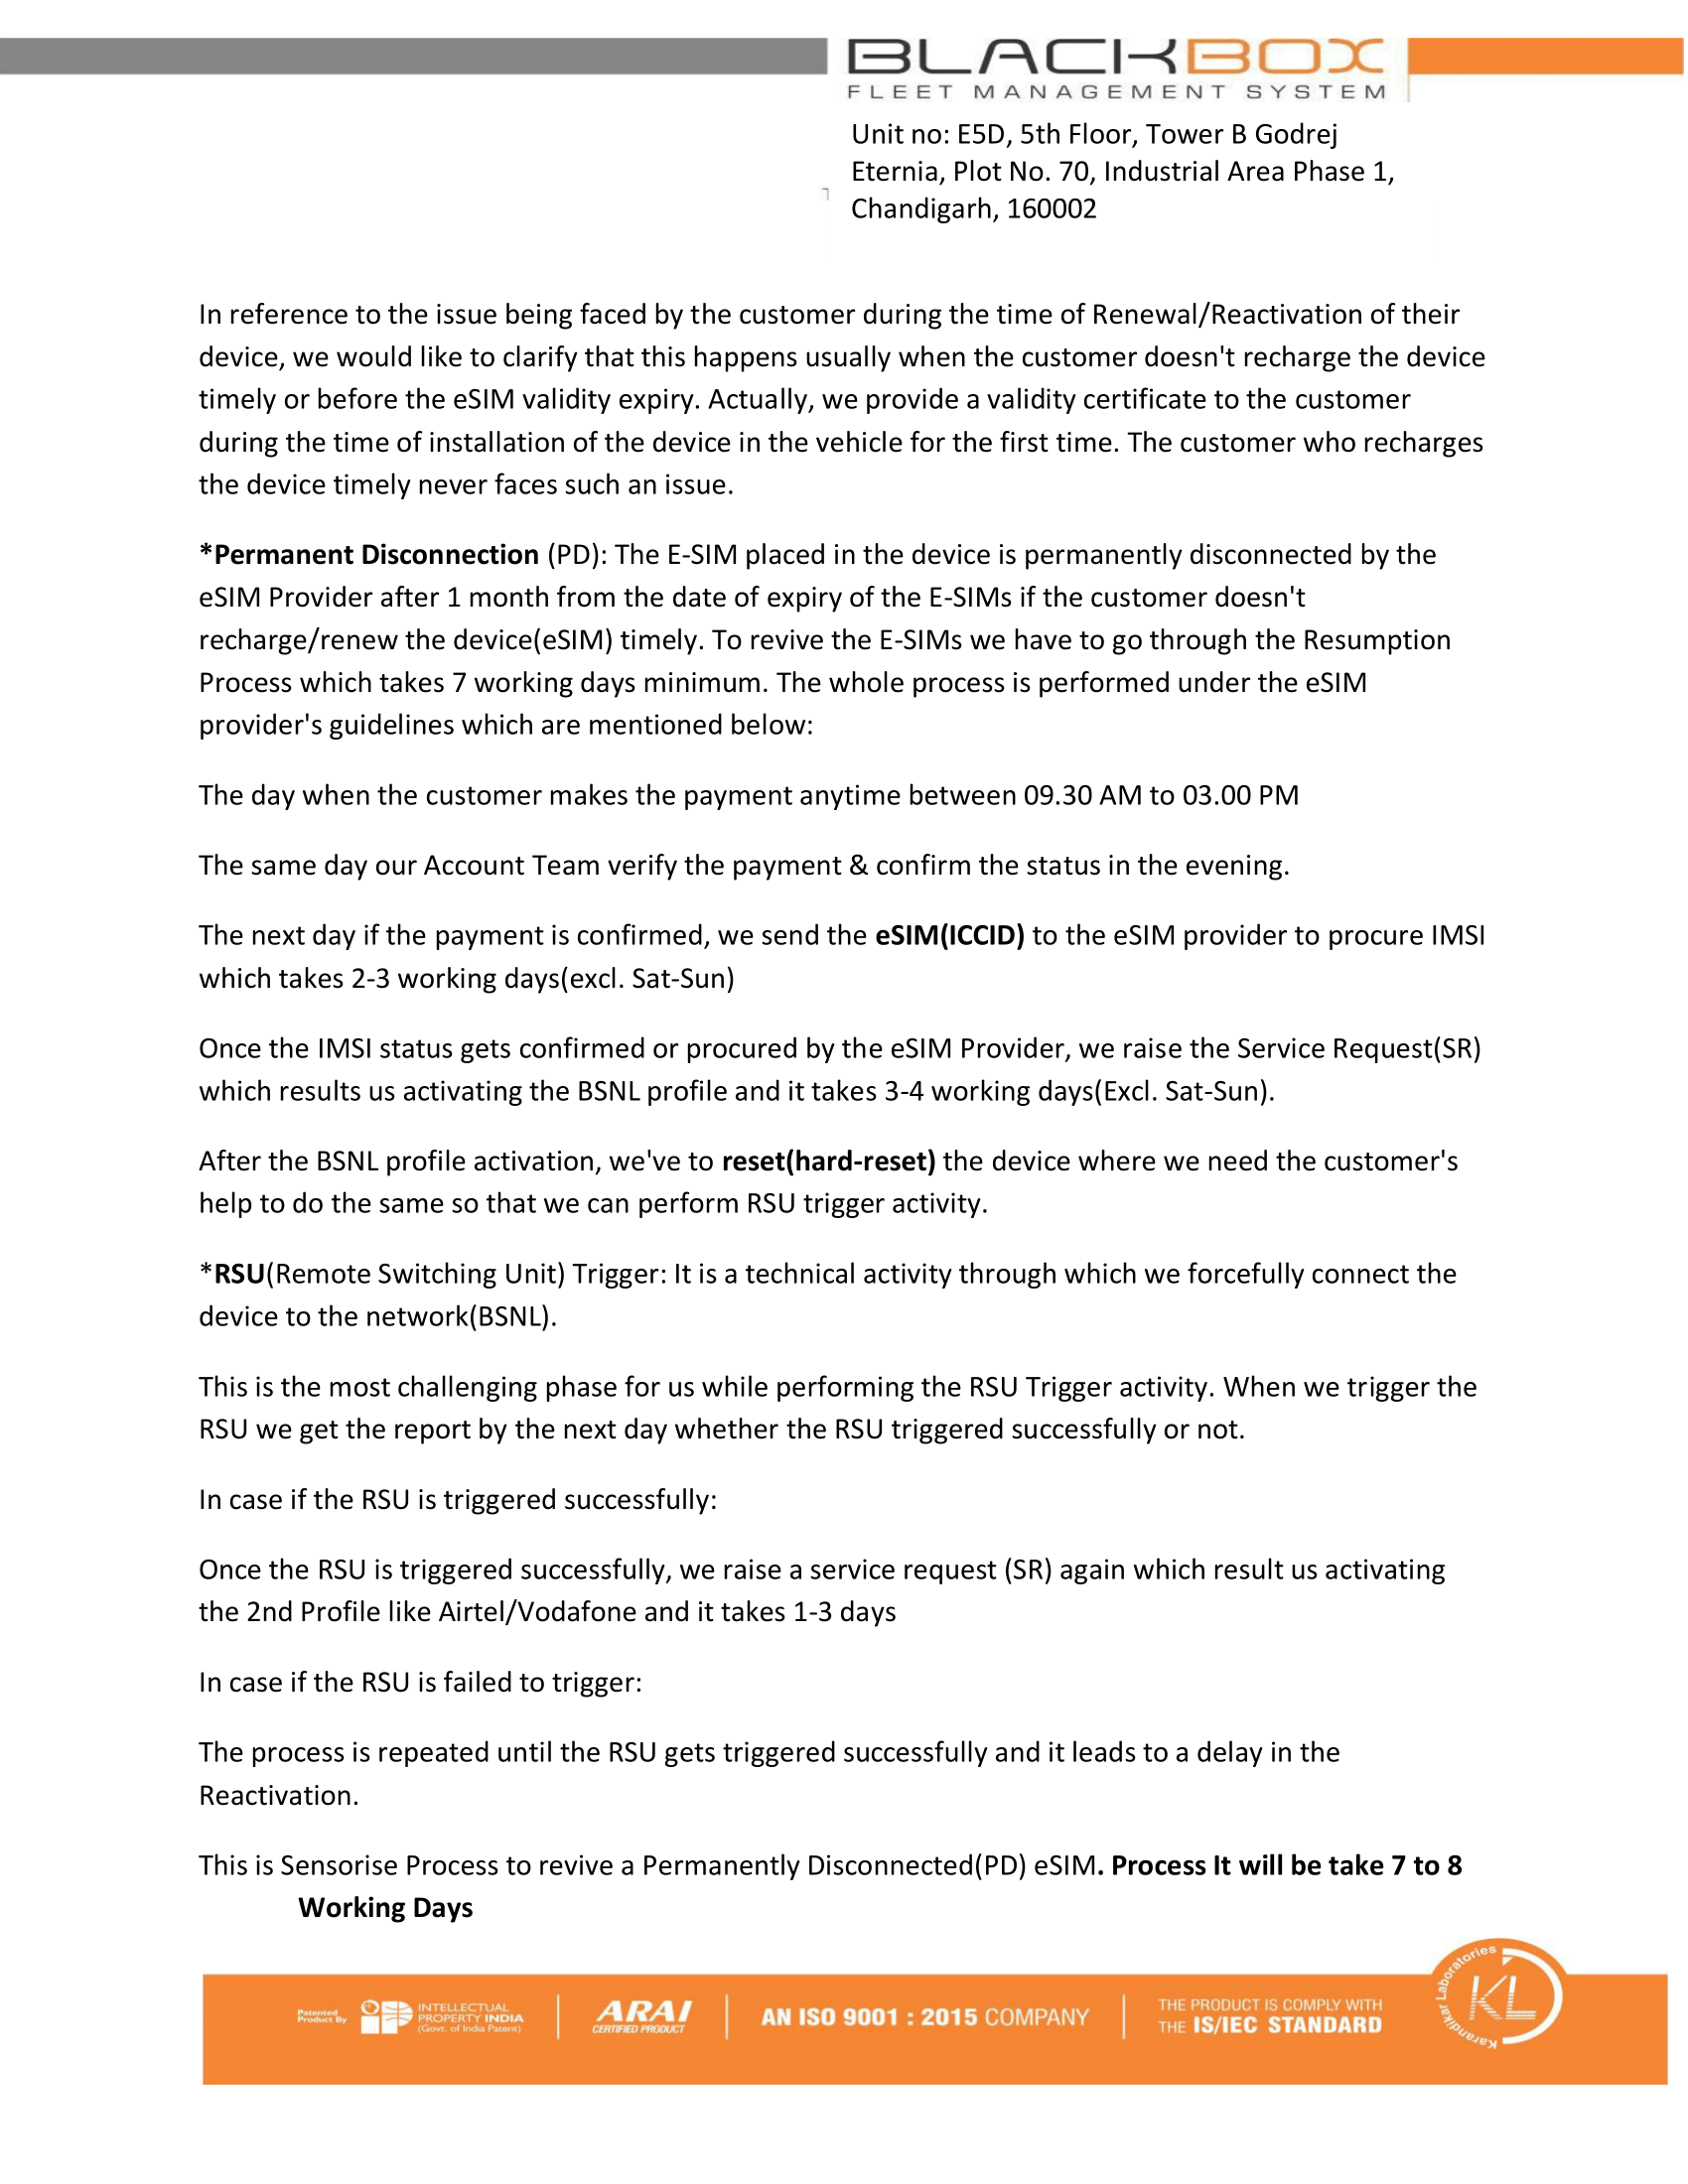 BLACKBOX
FLEET MANAGEMENT SYSTEM
Unit no: E5D, 5th Floor, Tower B Godrej
Eternia, Plot No. 70, Industrial Area Phase 1,
Chandigarh, 160002
In reference to the issue being faced by the customer during the time of Renewal/Reactivation of their
device, we would like to clarify that this happens usually when the customer doesn't recharge the device
timely or before the eSIM validity expiry. Actually, we provide a validity certificate to the customer
during the time of installation of the device in the vehicle for the first time. The customer who recharges
the device timely never faces such an issue.
*Permanent Disconnection (PD): The E-SIM placed in the device is permanently disconnected by the
eSIM Provider after 1 month from the date of expiry of the E-SIMs if the customer doesn't
recharge/renew the device(eSIM) timely. To revive the E-SIMs we have to go through the Resumption
Process which takes 7 working days minimum. The whole process is performed under the eSIM
provider's guidelines which are mentioned below:
The day when the customer makes the payment anytime between 09.30 AM to 03.00 PM
The same day our Account Team verify the payment & confirm the status in the evening.
The next day if the payment is confirmed, we send the eSIM(ICCID) to the eSIM provider to procure IMSI
which takes 2-3 working days(excl. Sat-Sun)
Once the IMSI status gets confirmed or procured by the eSIM Provider, we raise the Service Request(SR)
which results us activating the BSNL profile and it takes 3-4 working days(Excl. Sat-Sun).
After the BSNL profile activation, we've to reset(hard-reset) the device where we need the customer's
help to do the same so that we can perform RSU trigger activity.
*RSU(Remote Switching Unit) Trigger: It is a technical activity through which we forcefully connect the
device to the network(BSNL).
This is the most challenging phase for us while performing the RSU Trigger activity. When we trigger the
RSU we get the report by the next day whether the RSU triggered successfully or not.
In case if the RSU is triggered successfully:
Once the RSU is triggered successfully, we raise a service request (SR) again which result us activating
the 2nd Profile like Airtel/Vodafone and it takes 1-3 days
In case if the RSU is failed to trigger:
The process is repeated until the RSU gets triggered successfully and it leads to a delay in the
Reactivation.
This is Sensorise Process to revive a Permanently Disconnected(PD) eSIM. Process It will be take 7 to 8
Working Days
Patented
Product By
INTELLECTUAL
PROPERTY INDIA
(Govt. of India Patent)
ARAI
CERTIFIED PRODUCT
AN ISO 9001 : 2015 COMPANY
THE PRODUCT IS COMPLY WITH
THE IS/IEC STANDARD
Karandikar Laboratories
KL